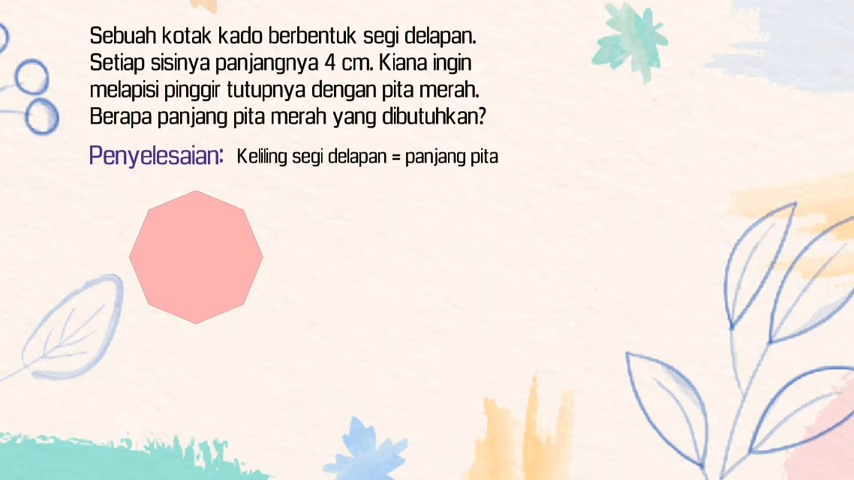 Sebuah kotak kado berbentuk segi delapan.
Setiap sisinya panjangnya 4 cm. Kiana ingin
melapisi pinggir tutupnya dengan pita merah.
Berapa panjang pita merah yang dibutuhkan?
Penyelesaian: Keliling segi delapan = panjang pita